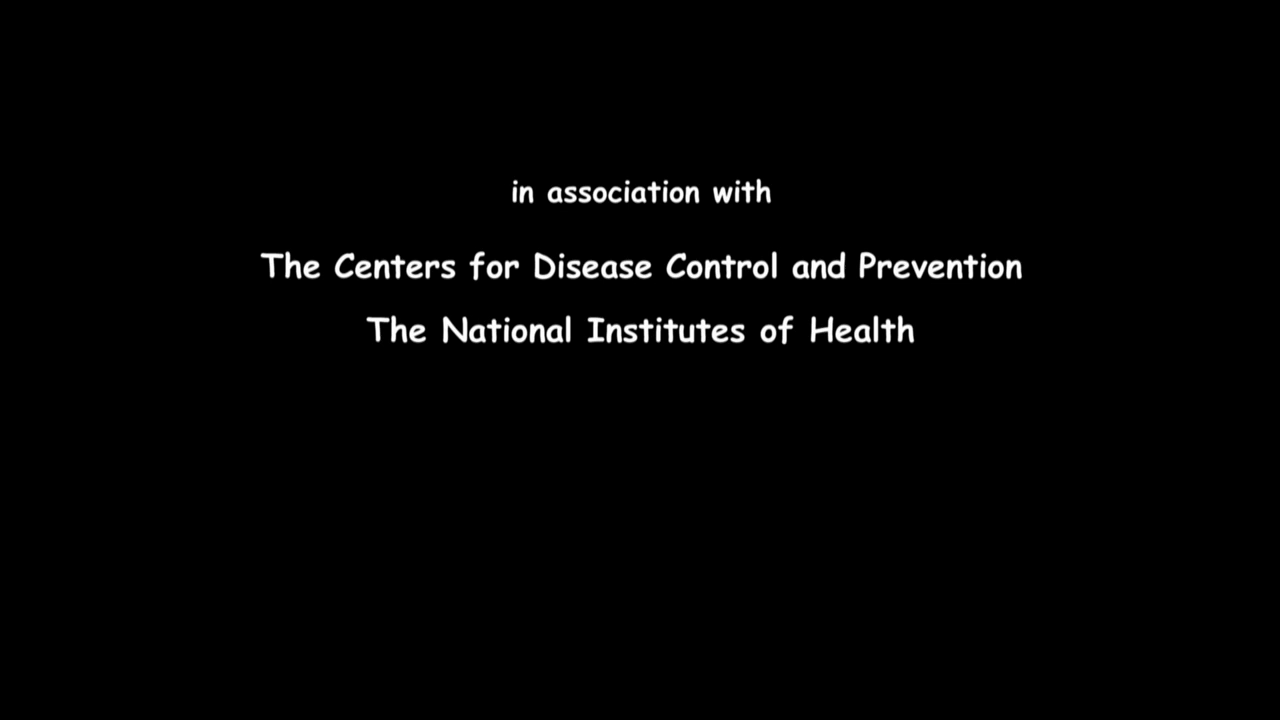 in association with
The Centers for Disease Control and Prevention
The National Institutes of Health